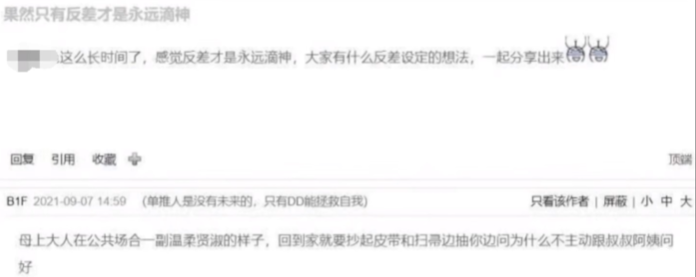 果然只有反差才是永远滴神
这么长时间了，感觉反差才是永远滴神，大家有什么反差设定的想法，一起分享出来
回复 引用 收藏 顶端
B1F 2021-09-07 14:59 (单推人是没有未来的，只有DD能拯救自我) 只看该作者 | 屏蔽 | 小 中 大
母上大人在公共场合一副温柔贤淑的样子，回到家就要抄起皮带和扫帚边抽你边问为什么不主动跟叔叔阿姨问
好